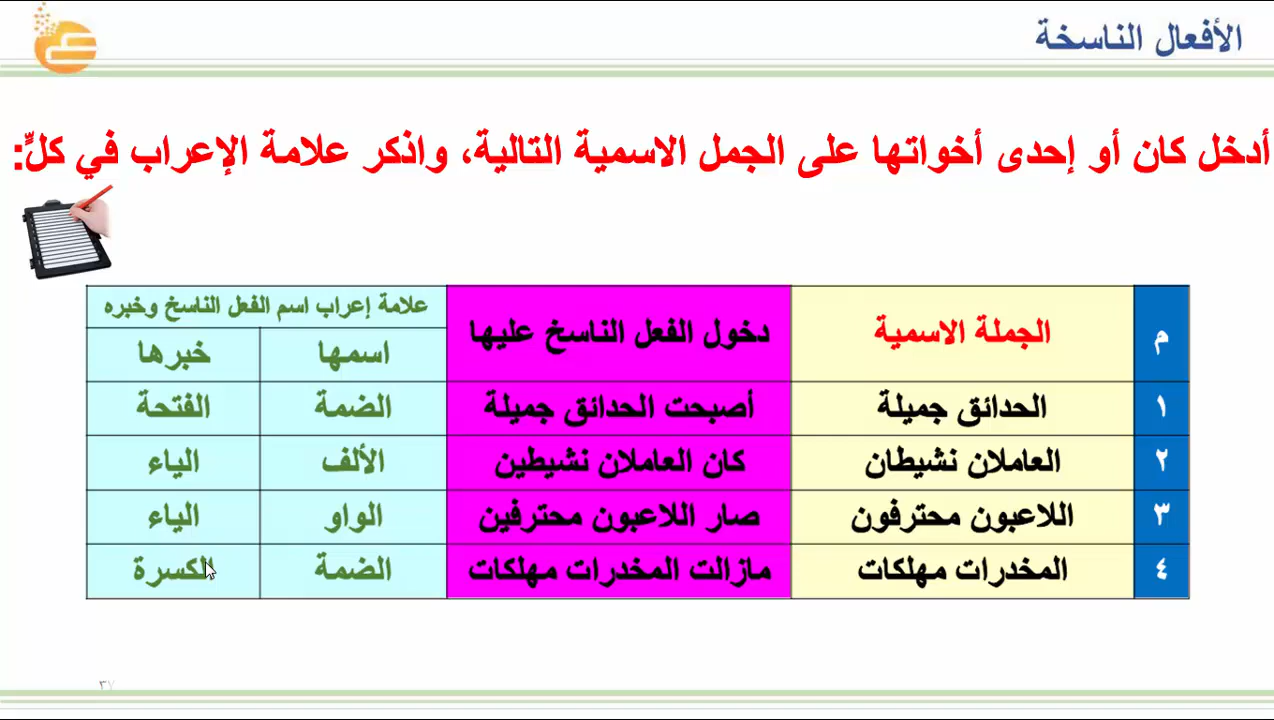 الأفعال الناسخة
أدخل كان أو إحدى أخواتها على الجمل الاسمية التالية، واذكر علامة الإعراب في كلٍّ:
م الجملة الاسمية دخول الفعل الناسخ عليها علامة إعراب اسم الفعل الناسخ وخبره
اسمها خبرها
١ الحدائق جميلة أصبحت الحدائق جميلة الضمة الفتحة
٢ العاملان نشيطان كان العاملان نشيطين الألف الياء
٣ اللاعبون محترفون صار اللاعبون محترفين الواو الياء
٤ المخدرات مهلكات مازالت المخدرات مهلكات الضمة الكسرة
٣٧